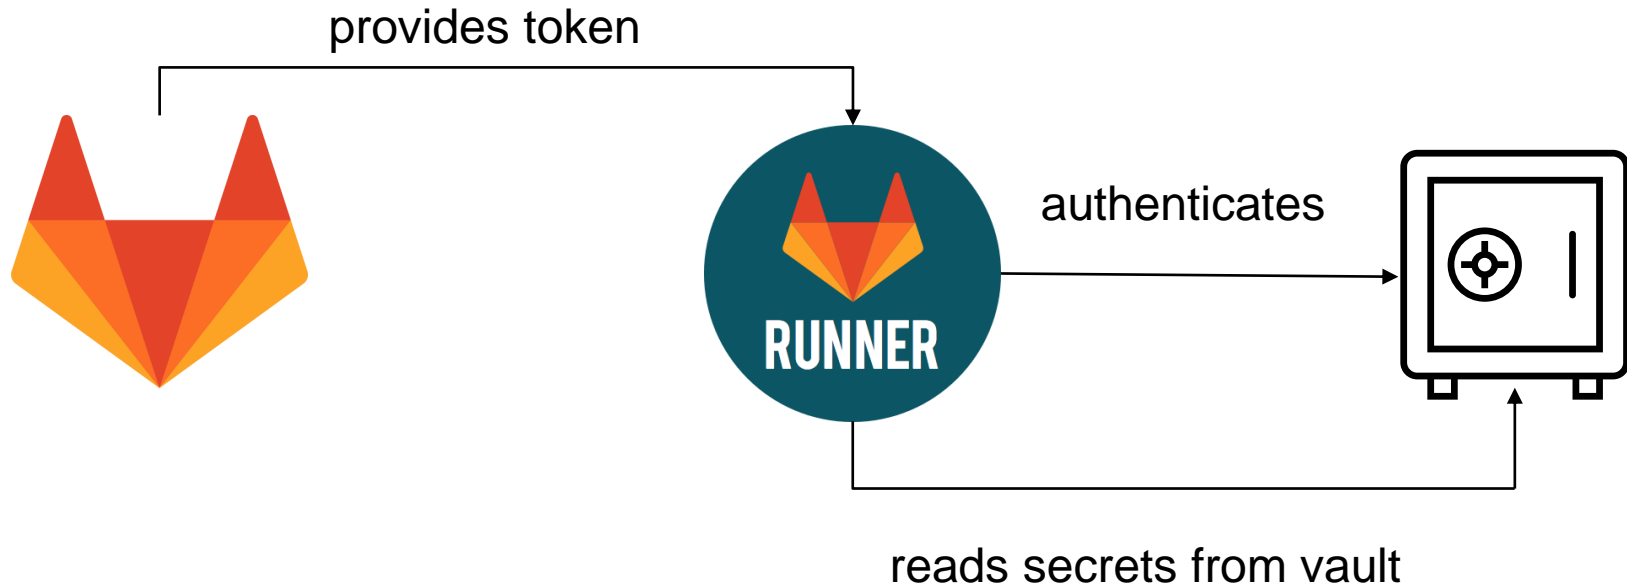 provides token
authenticates
RUNNER
reads secrets from vault